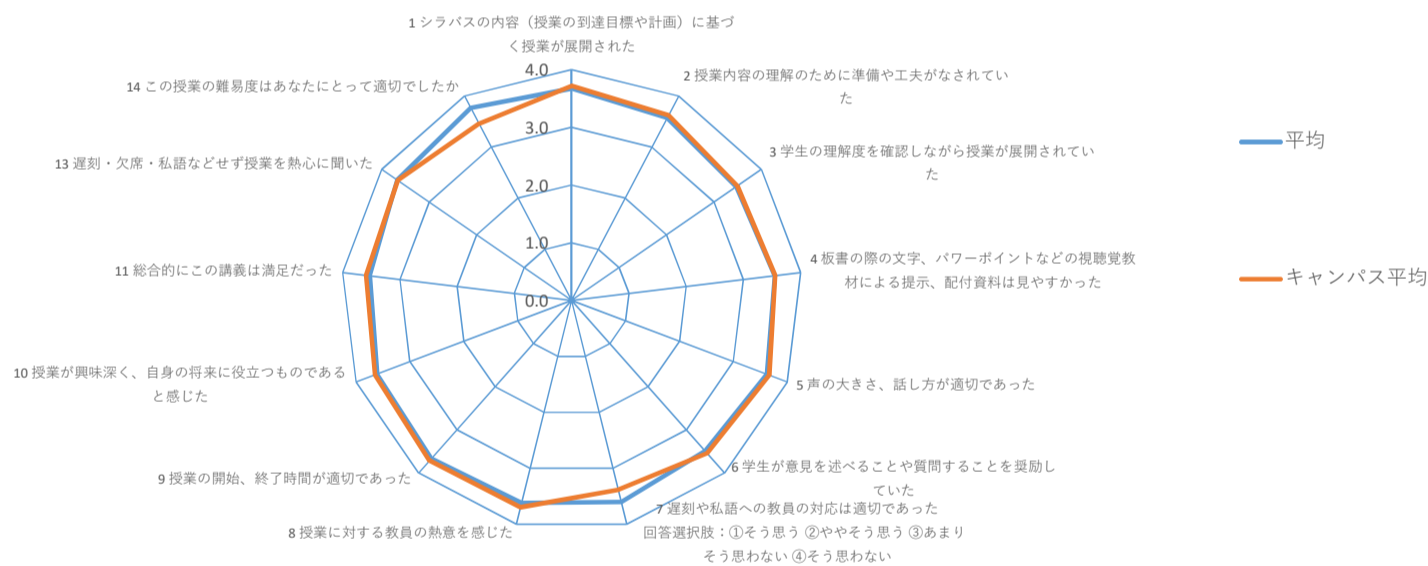 1 シラバスの内容（授業の到達目標や計画）に基づ
く授業が展開された
2 授業内容の理解のために準備や工夫がなされてい
た
3 学生の理解度を確認しながら授業が展開されてい
た
4 板書の際の文字、パワーポイントなどの視聴覚教
材による提示、配付資料は見やすかった
5 声の大きさ、話し方が適切であった
6 学生が意見を述べることや質問することを奨励し
ていた
7 遅刻や私語への教員の対応は適切であった
回答選択肢：①そう思う ②ややそう思う ③あまり
そう思わない ④そう思わない
8 授業に対する教員の熱意を感じた
9 授業の開始、終了時間が適切であった
10 授業が興味深く、自身の将来に役立つものである
と感じた
11 総合的にこの講義は満足だった
13 遅刻・欠席・私語などせず授業を熱心に聞いた
14 この授業の難易度はあなたにとって適切でしたか
4.0
3.0
2.0
1.0
0.0
平均
キャンパス平均